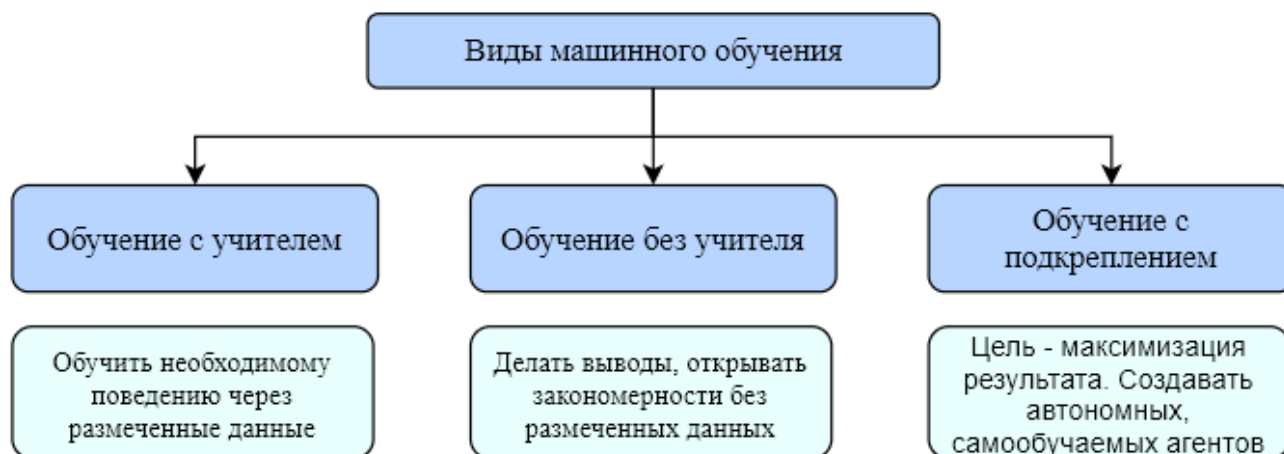 Виды машинного обучения
Обучение с учителем
Обучение без учителя
Обучение с
подкреплением
Обучить необходимому
поведению через
размеченные данные
Делать выводы, открывать
закономерности без
размеченных данных
Цель - максимизация
результата. Создавать
автономных,
самообучаемых агентов